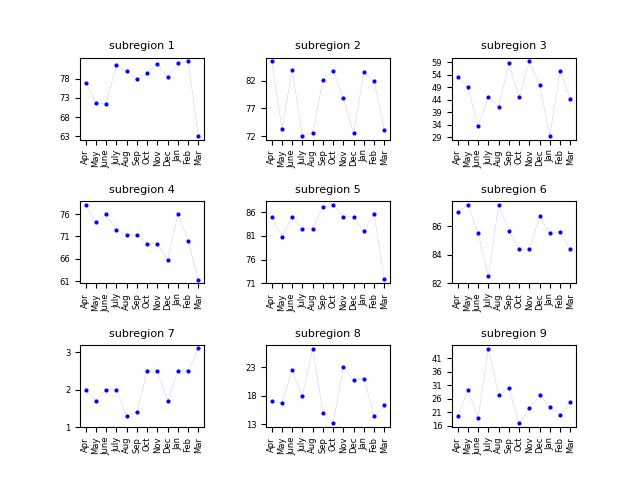 subregion 1
78
73
68
63
Apr May June July Aug Sep Oct Nov Dec Jan Feb Mar
subregion 2
82
77
72
Apr May June July Aug Sep Oct Nov Dec Jan Feb Mar
subregion 3
59
54
49
44
39
34
29
Apr May June July Aug Sep Oct Nov Dec Jan Feb Mar
subregion 4
76
71
66
61
Apr May June July Aug Sep Oct Nov Dec Jan Feb Mar
subregion 5
86
81
76
71
Apr May June July Aug Sep Oct Nov Dec Jan Feb Mar
subregion 6
86
84
82
Apr May June July Aug Sep Oct Nov Dec Jan Feb Mar
subregion 7
3
2
1
Apr May June July Aug Sep Oct Nov Dec Jan Feb Mar
subregion 8
23
18
13
Apr May June July Aug Sep Oct Nov Dec Jan Feb Mar
subregion 9
41
36
31
26
21
16
Apr May June July Aug Sep Oct Nov Dec Jan Feb Mar